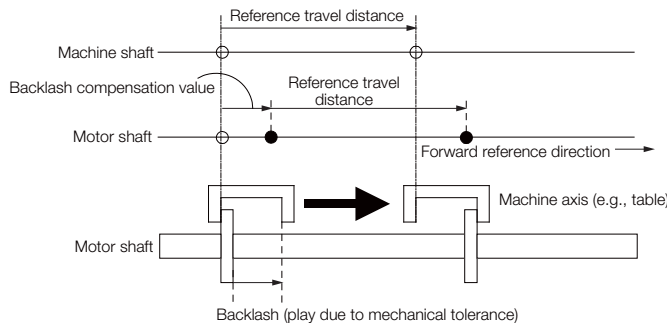 Reference travel distance
Machine shaft
Backlash compensation value
Reference travel
distance
Motor shaft
Forward reference direction
Machine axis (e.g., table)
Motor shaft
Backlash (play due to mechanical tolerance)